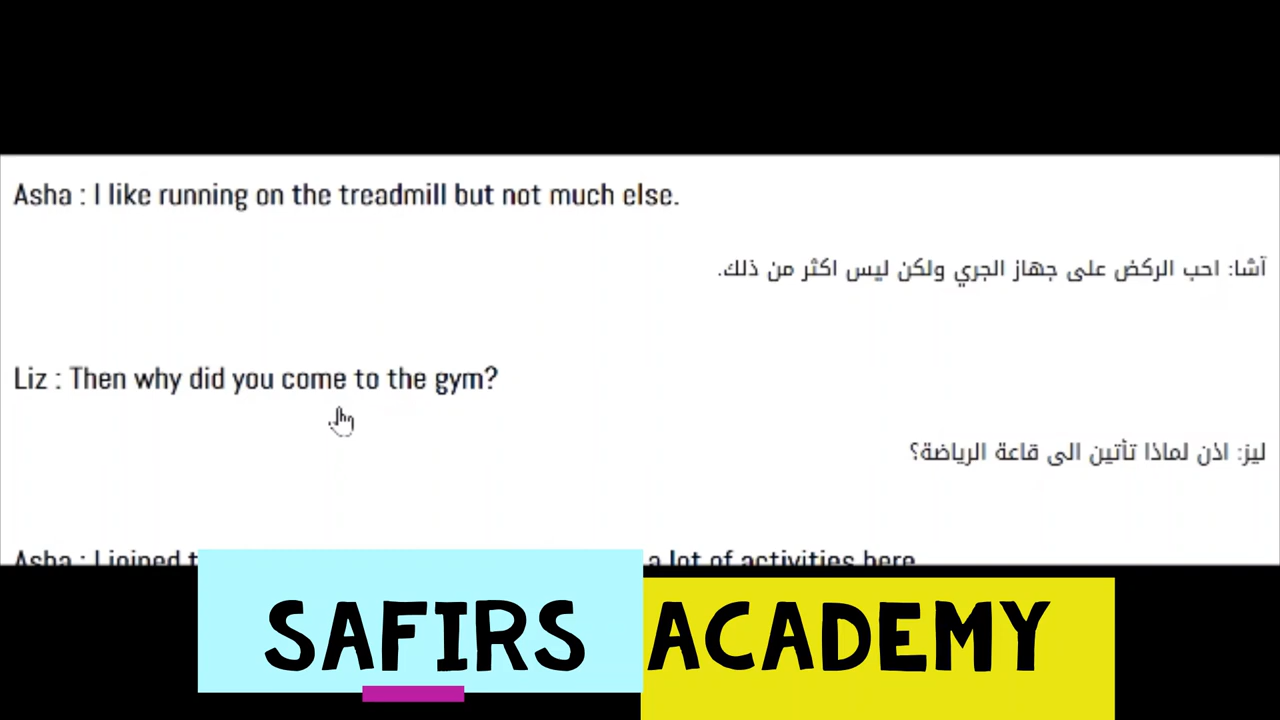 Asha : I like running on the treadmill but not much else.
آشا: احب الركض على جهاز الجري ولكن ليس اكثر من ذلك.
Liz : Then why did you come to the gym?
ليز: اذن لماذا تأتين الى قاعة الرياضة؟
Asha : I joined a lot of activities here
SAFIRS ACADEMY